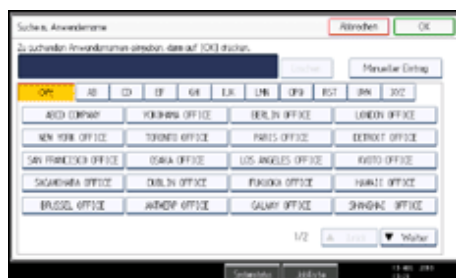 Suche n. Anwendername Abbrechen OK
Zu suchenden Anwendernamen eingeben, dann auf [OK] drücken.
Manueller Eintrag
AB CD EF GH IJK LMN OPQ RST UVW XYZ
ABCD COMPANY YOKOHAMA OFFICE BERLIN OFFICE LONDON OFFICE
NEW YORK OFFICE TORONTO OFFICE PARIS OFFICE DETROIT OFFICE
SAN FRANCISCO OFFICE OSAKA OFFICE LOS ANGELES OFFICE KYOTO OFFICE
SAGAMIHARA OFFICE DUBLIN OFFICE FUKUOKA OFFICE HAWAII OFFICE
BRUSSEL OFFICE ANTWERP OFFICE GALWAY OFFICE SHANGHAI OFFICE
1/2 ▲ ▼ Weiter
Systemstatus Jobliste